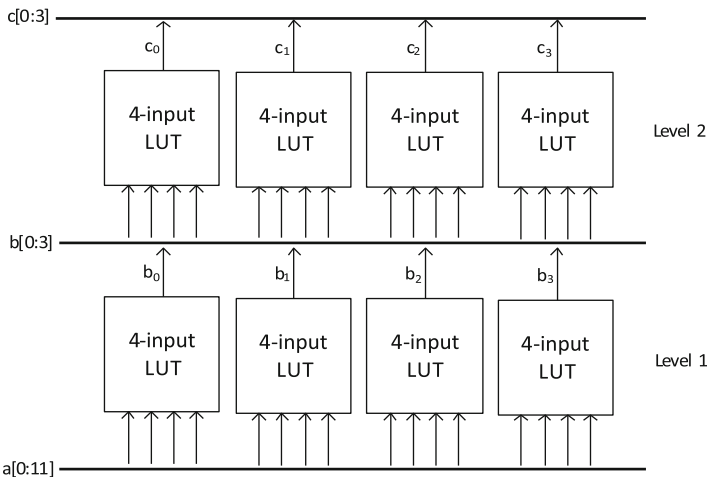 c[0:3]
c0 c1 c2 c3
4-input LUT
4-input LUT
4-input LUT
4-input LUT
Level 2
b[0:3]
b0 b1 b2 b3
4-input LUT
4-input LUT
4-input LUT
4-input LUT
Level 1
a[0:11]